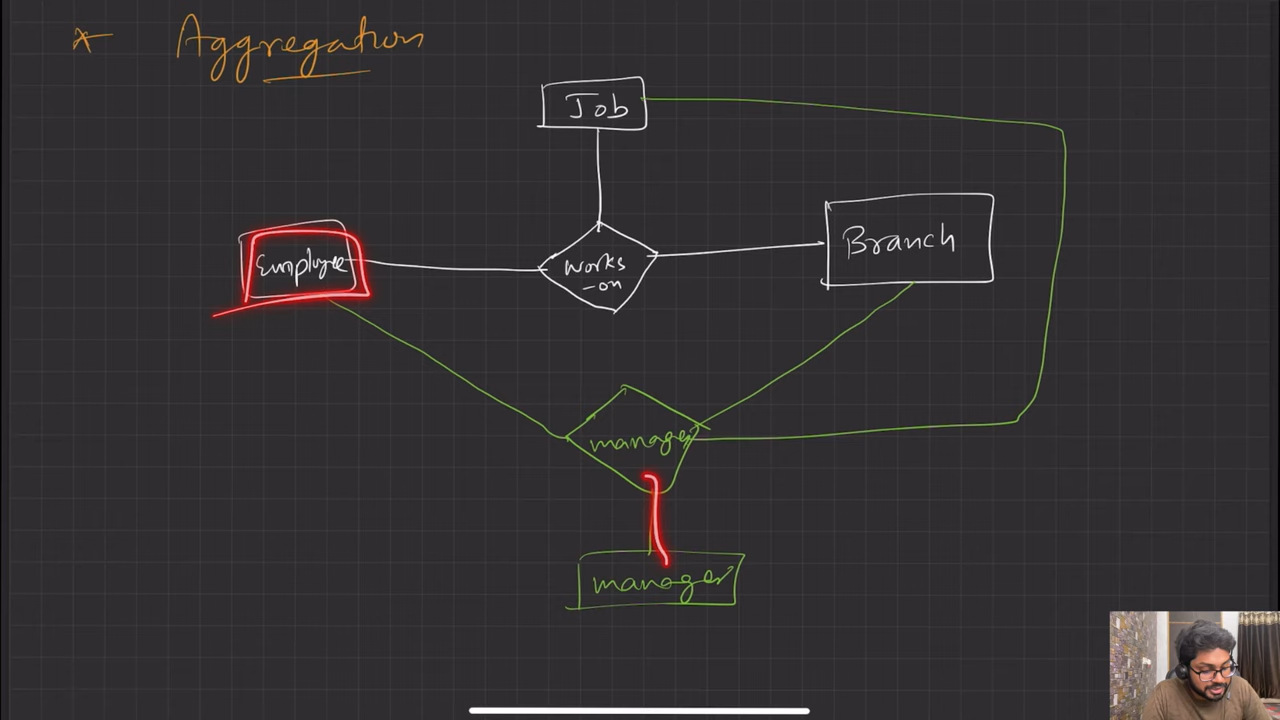 * Aggregation
Job
Employee
Works
-on
Branch
manages
manager